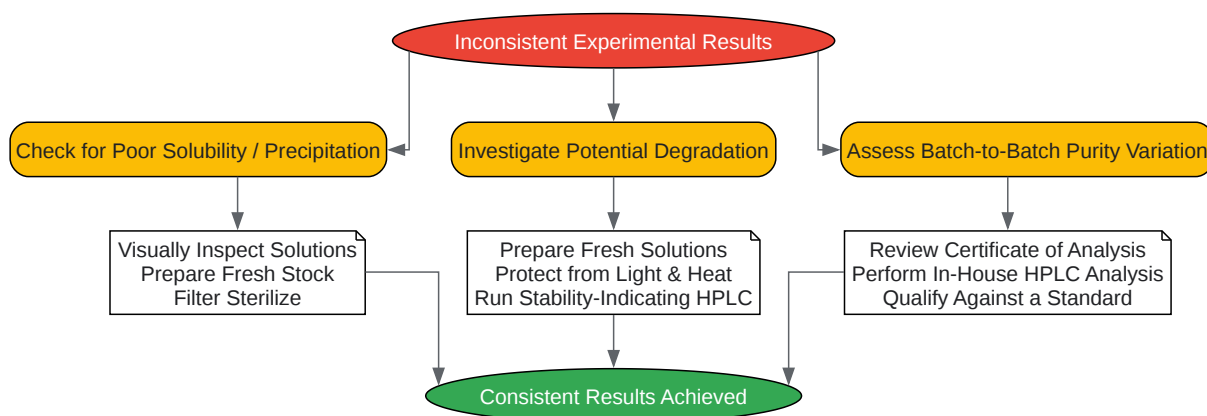 Inconsistent Experimental Results
Check for Poor Solubility / Precipitation
Investigate Potential Degradation
Assess Batch-to-Batch Purity Variation
Visually Inspect Solutions
Prepare Fresh Stock
Filter Sterilize
Prepare Fresh Solutions
Protect from Light & Heat
Run Stability-Indicating HPLC
Review Certificate of Analysis
Perform In-House HPLC Analysis
Qualify Against a Standard
Consistent Results Achieved